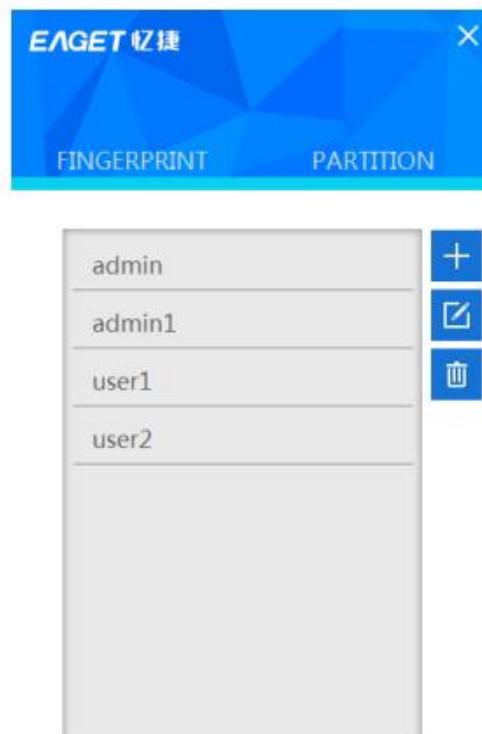 EAGET 忆捷
FINGERPRINT PARTITION
admin
admin1
user1
user2